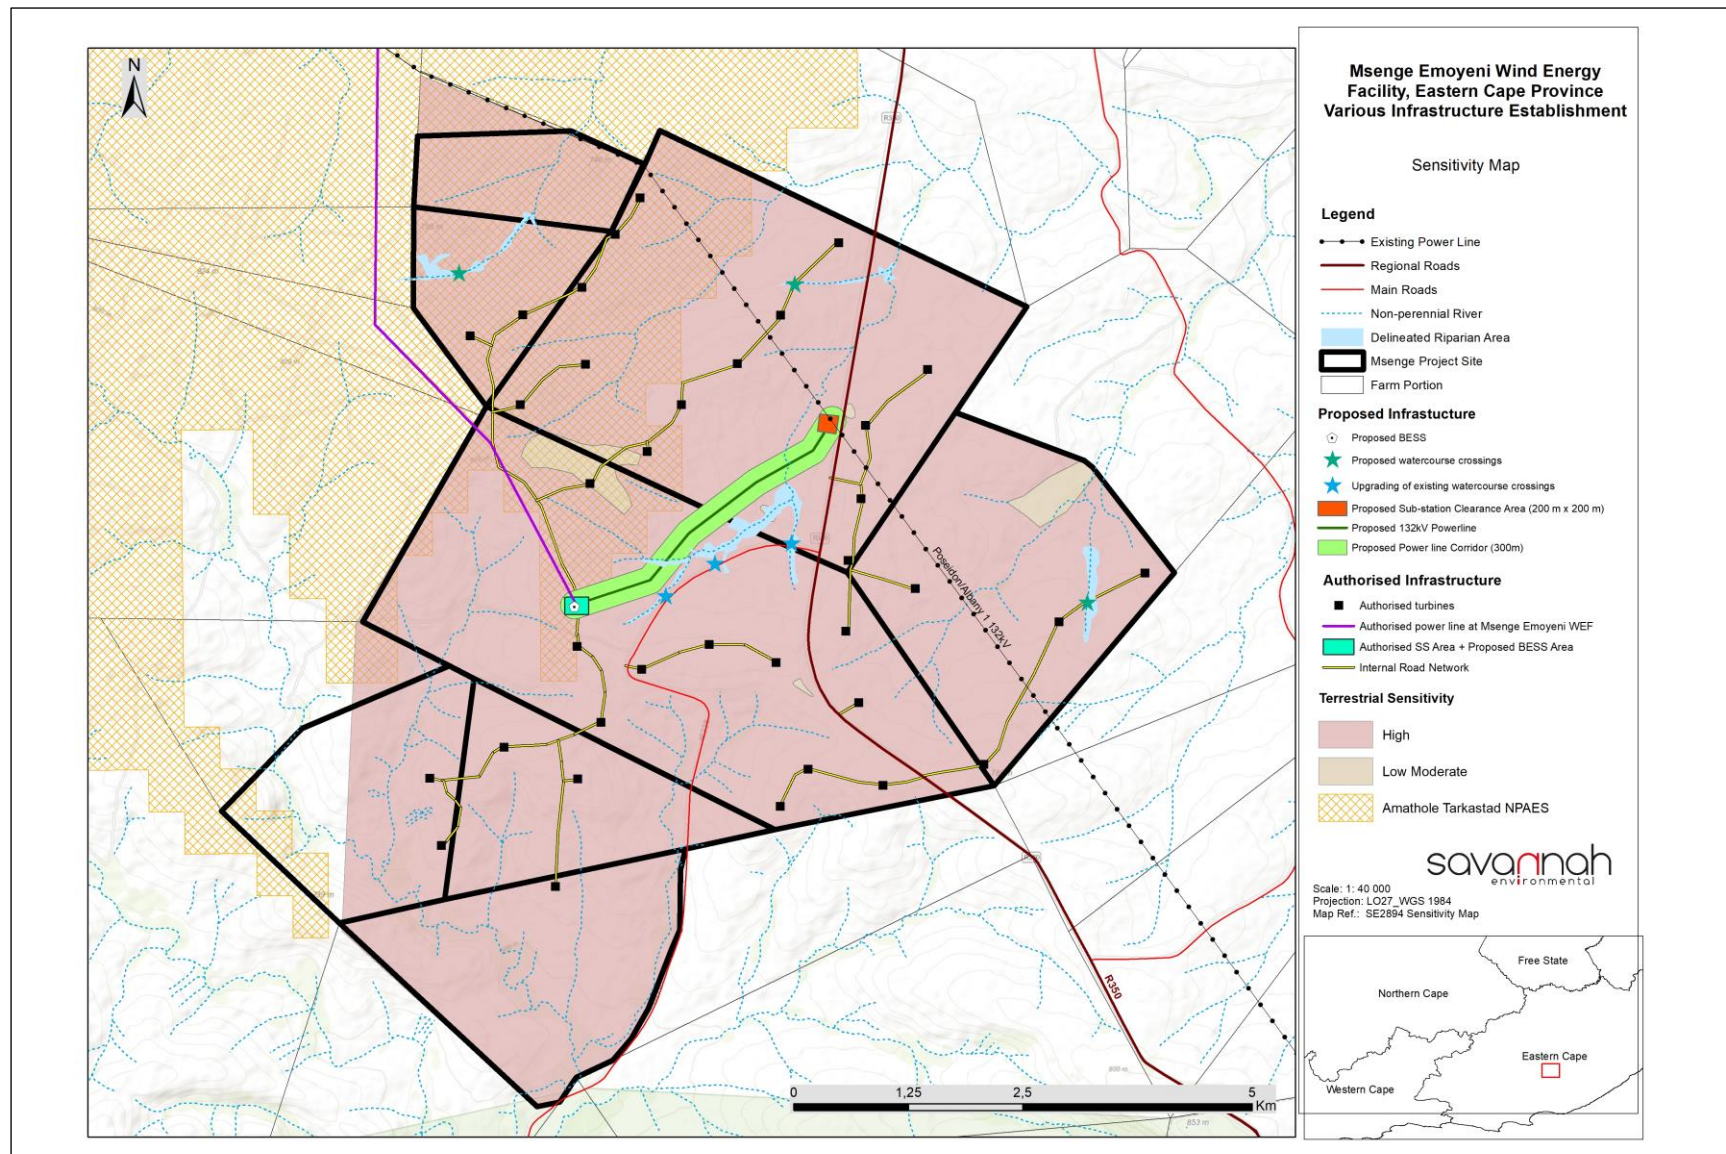 N
R350
Poseidon/Albany 1 132kV
R350
800 m
853 m
0
1,25
2,5
5
Km
Msenge Emoyeni Wind Energy
Facility, Eastern Cape Province
Various Infrastructure Establishment
Sensitivity Map
Legend
Existing Power Line
Regional Roads
Main Roads
Non-perennial River
Delineated Riparian Area
Msenge Project Site
Farm Portion
Proposed Infrastucture
Proposed BESS
Proposed watercourse crossings
Upgrading of existing watercourse crossings
Proposed Sub-station Clearance Area (200 m x 200 m)
Proposed 132kV Powerline
Proposed Power line Corridor (300m)
Authorised Infrastructure
Authorised turbines
Authorised power line at Msenge Emoyeni WEF
Authorised SS Area + Proposed BESS Area
Internal Road Network
Terrestrial Sensitivity
High
Low Moderate
Amathole Tarkastad NPAES
savannah
environmental
Scale: 1: 40 000
Projection: LO27_WGS 1984
Map Ref.: SE2894 Sensitivity Map
Free State
Northern Cape
Eastern Cape
Western Cape